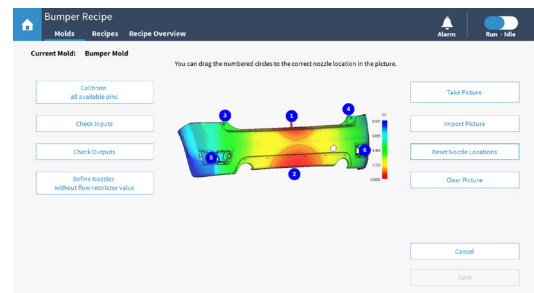 Bumper Recipe
Molds Recipes Recipe Overview
Alarm
Run - Idle
Current Mold: Bumper Mold
You can drag the numbered circles to the correct nozzle location in the picture.
Calibrate
all available pins
Check Inputs
Check Outputs
Define Nozzles
without flow restrictor valve
3
1
4
5
6
2
Take Picture
Import Picture
Reset Nozzle Locations
Clear Picture
Cancel
Save